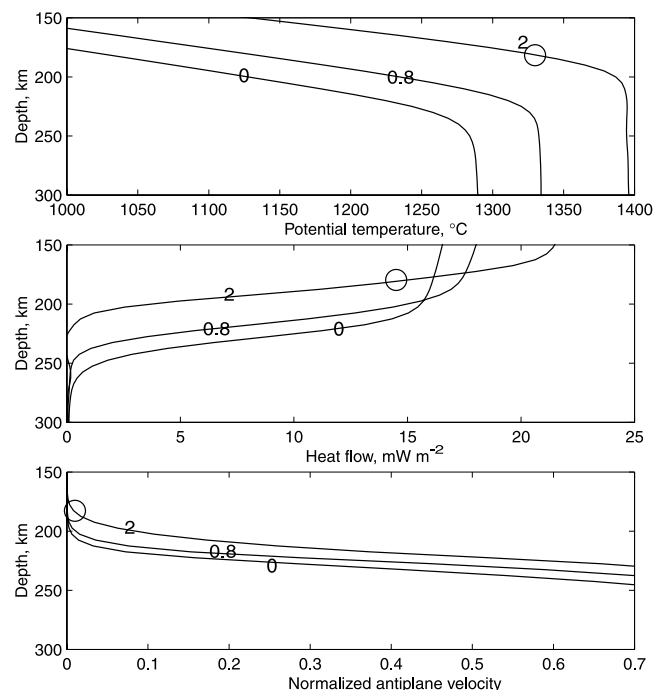 150
200
250
300
Depth, km
2
0.8
0
1000 1050 1100 1150 1200 1250 1300 1350 1400
Potential temperature, °C
150
200
250
300
Depth, km
2
0.8
0
0 5 10 15 20 25
Heat flow, mW m-2
150
200
250
300
Depth, km
2
0.8
0
0 0.1 0.2 0.3 0.4 0.5 0.6 0.7
Normalized antiplane velocity